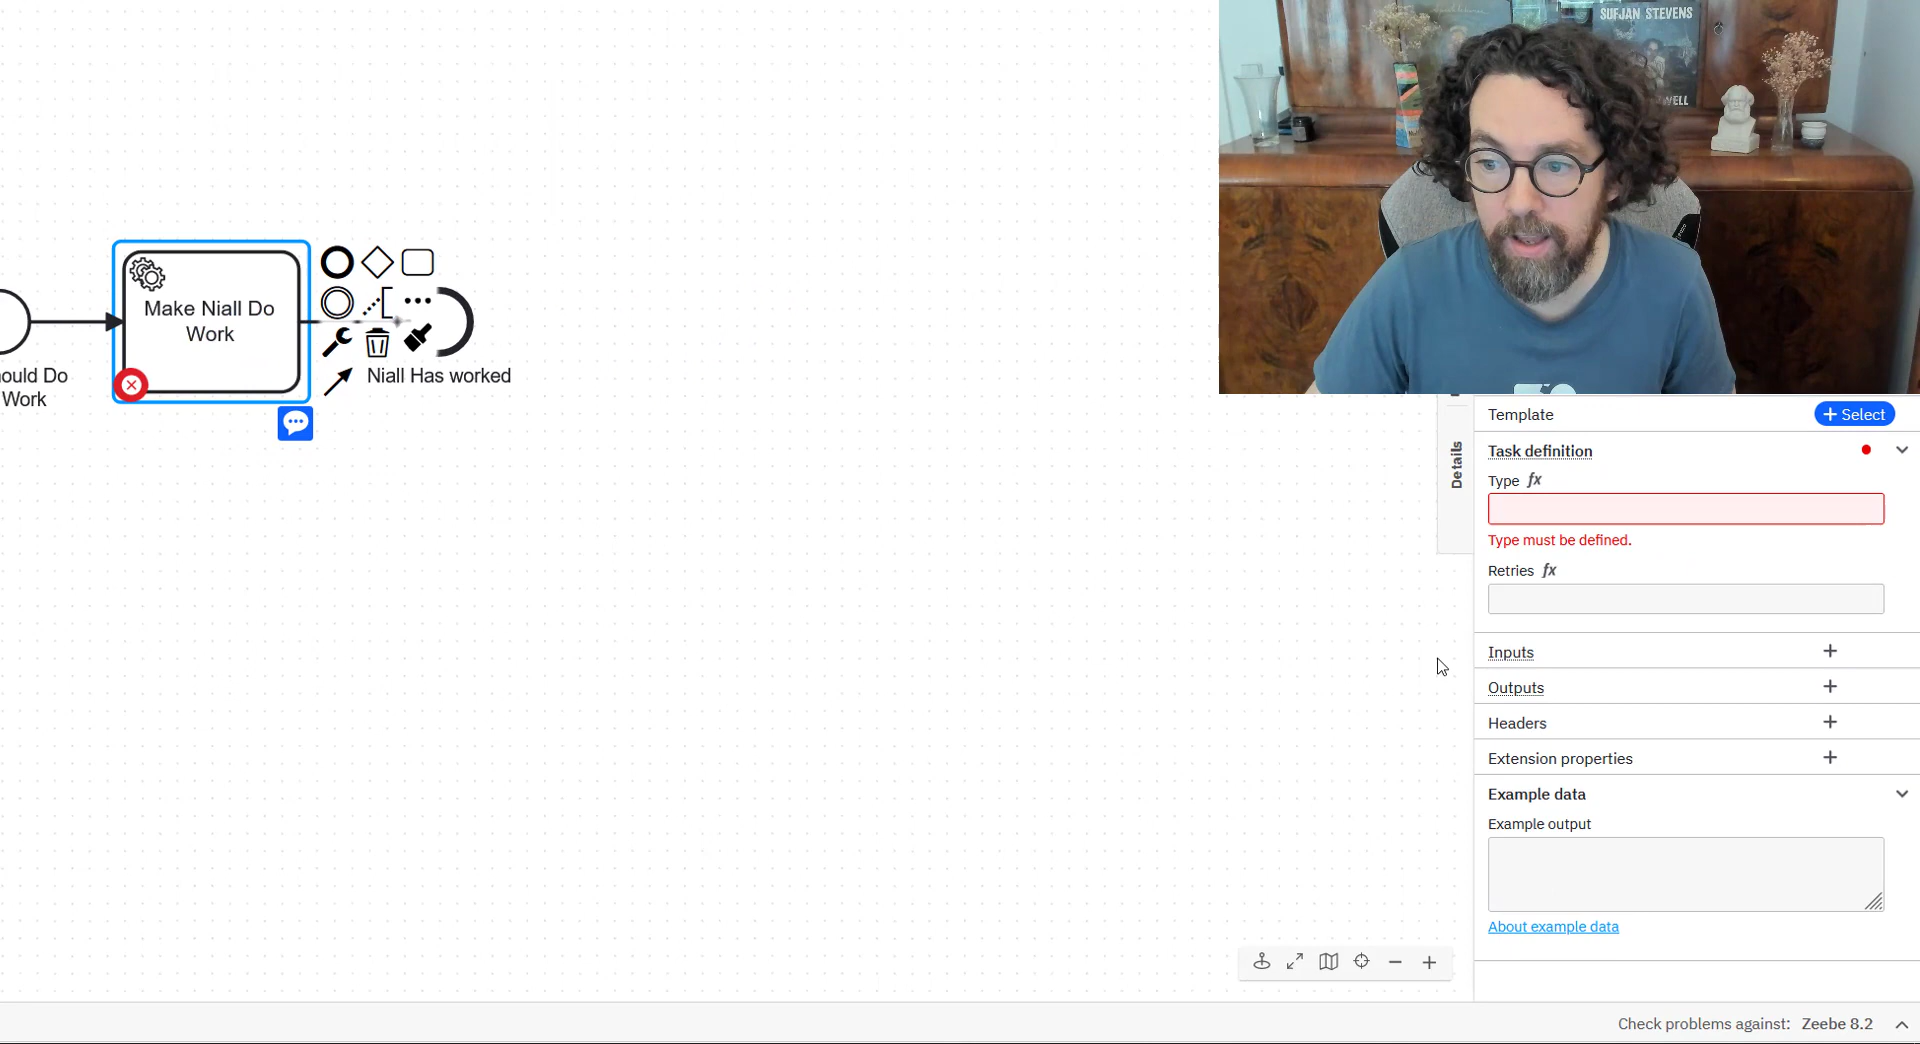 SUFJAN STEVENS
Make Niall Do
Work
ould Do
Work
Niall Has worked
Details
Template
+ Select
Task definition
Type fx
Type must be defined.
Retries fx
Inputs
Outputs
Headers
Extension properties
Example data
Example output
About example data
Check problems against: Zeebe 8.2